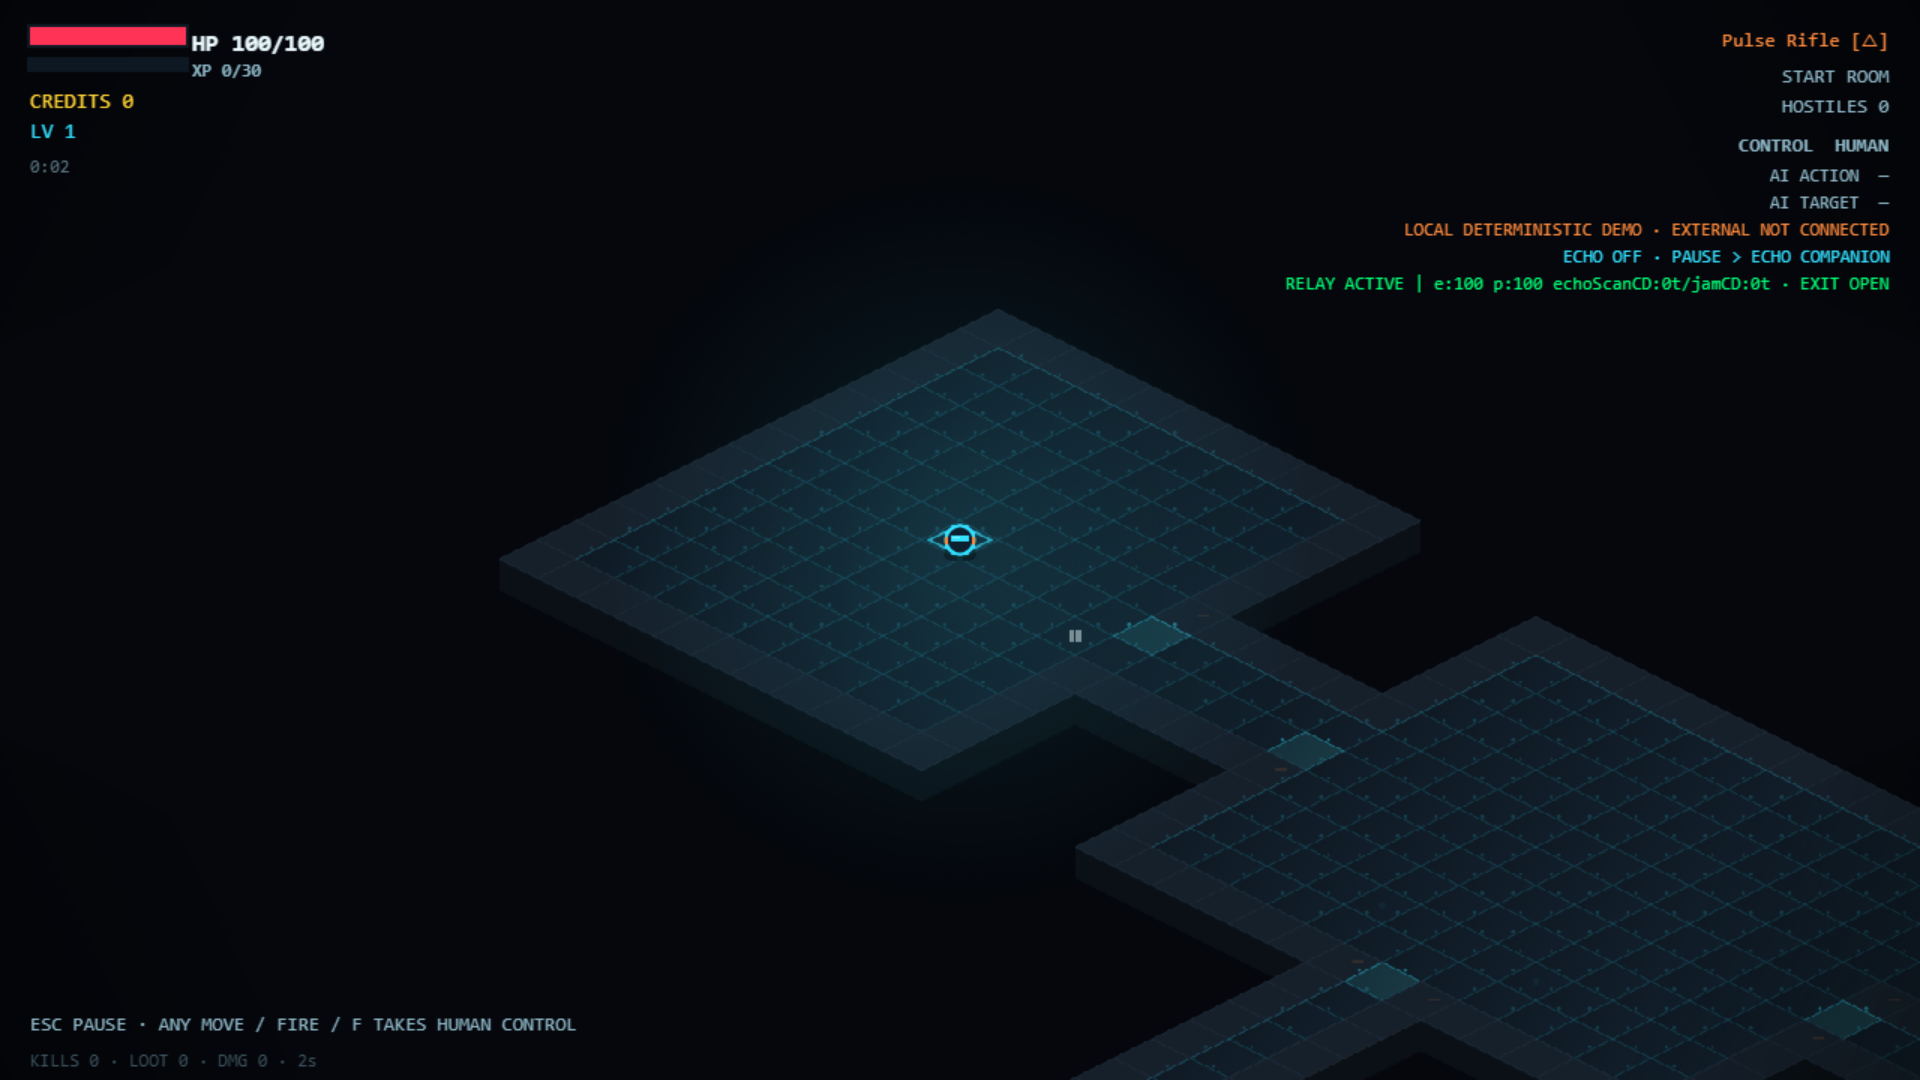 HP 100/100
XP 0/30
CREDITS 0
LV 1
0:02
Pulse Rifle [△]
START ROOM
HOSTILES 0
CONTROL HUMAN
AI ACTION —
AI TARGET —
LOCAL DETERMINISTIC DEMO · EXTERNAL NOT CONNECTED
ECHO OFF · PAUSE > ECHO COMPANION
RELAY ACTIVE | e:100 p:100 echoScanCD:0t/jamCD:0t · EXIT OPEN
ESC PAUSE · ANY MOVE / FIRE / F TAKES HUMAN CONTROL
KILLS 0 · LOOT 0 · DMG 0 · 2s